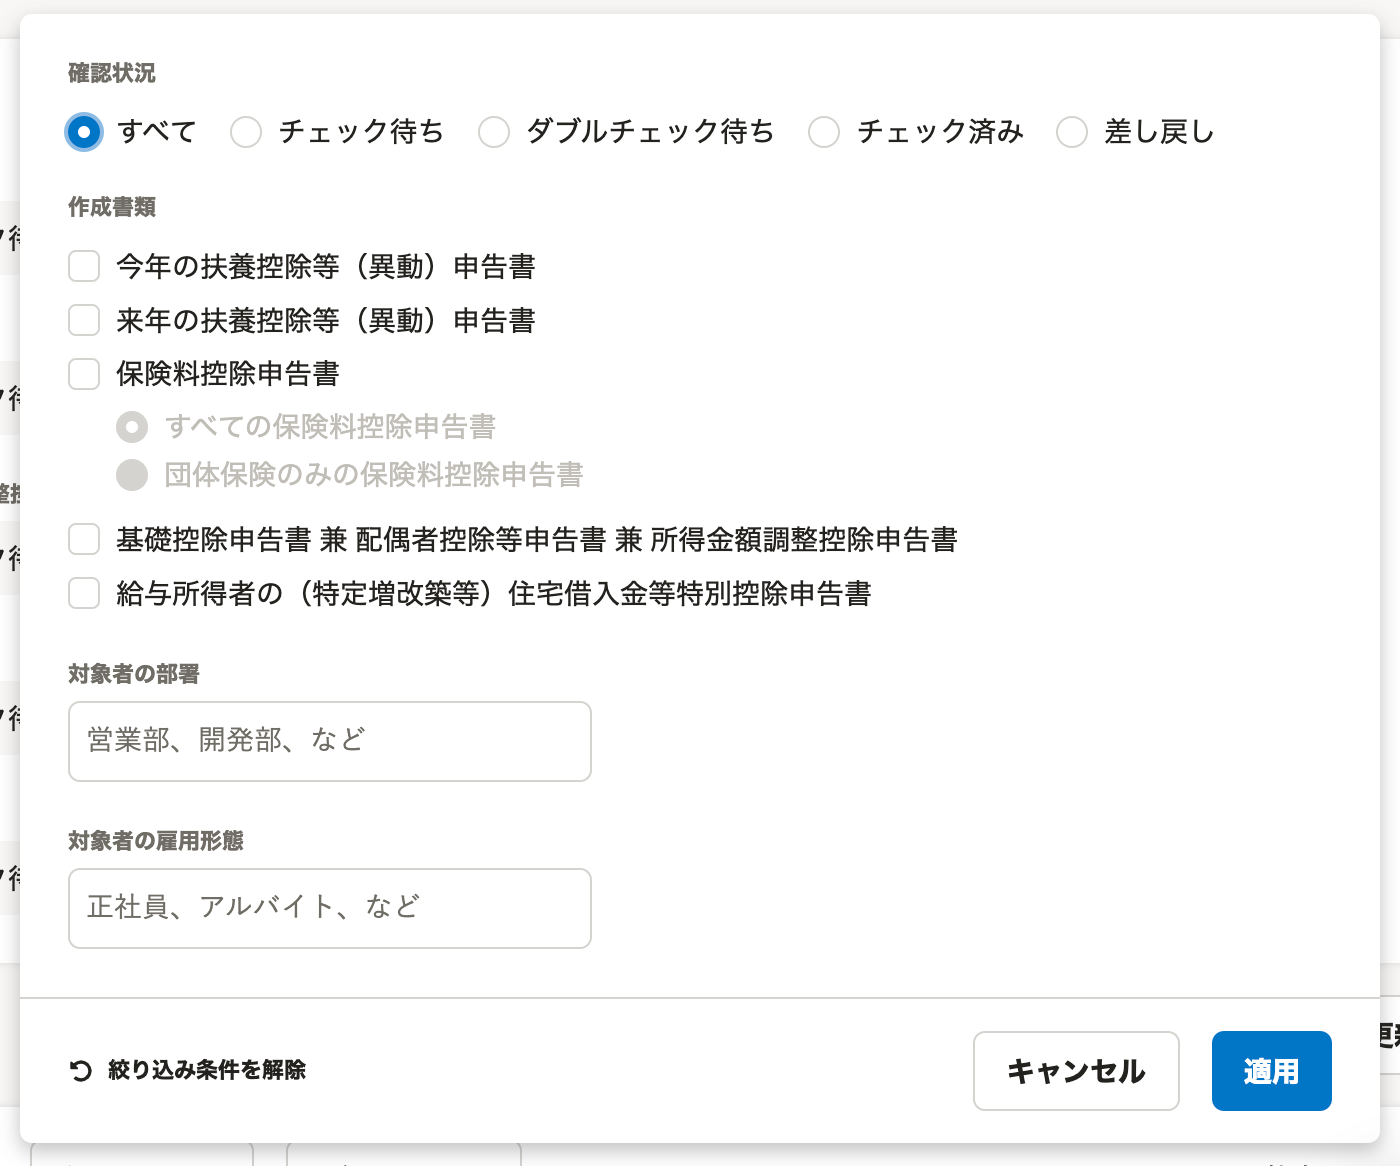 確認状況
すべて
チェック待ち
ダブルチェック待ち
チェック済み
差し戻し
作成書類
今年の扶養控除等（異動）申告書
来年の扶養控除等（異動）申告書
保険料控除申告書
すべての保険料控除申告書
団体保険のみの保険料控除申告書
基礎控除申告書 兼 配偶者控除等申告書 兼 所得金額調整控除申告書
給与所得者の（特定増改築等）住宅借入金等特別控除申告書
対象者の部署
営業部、開発部、など
対象者の雇用形態
正社員、アルバイト、など
絞り込み条件を解除
キャンセル
適用